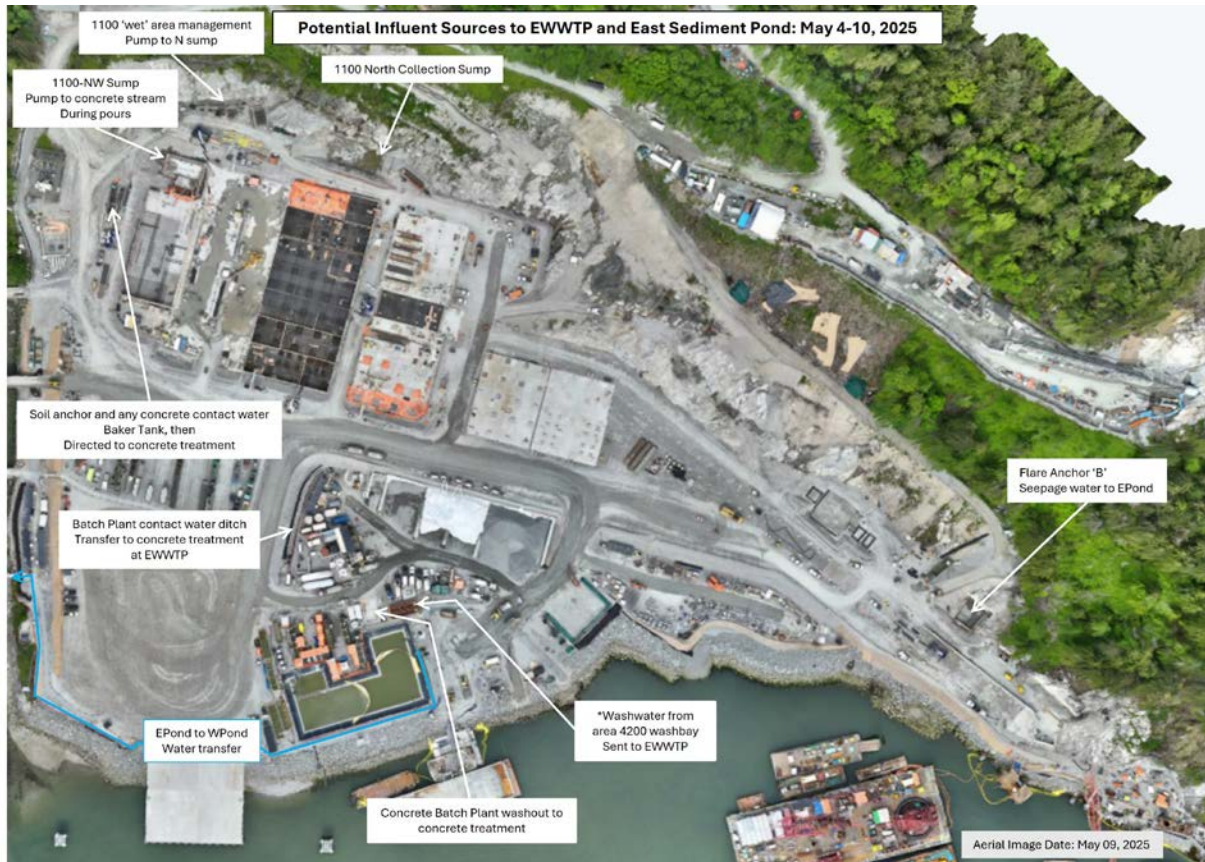 Potential Influent Sources to EWWTP and East Sediment Pond: May 4-10, 2025
1100 'wet' area management
Pump to N sump
1100 North Collection Sump
1100-NW Sump
Pump to concrete stream
During pours
Soil anchor and any concrete contact water
Baker Tank, then
Directed to concrete treatment
Flare Anchor 'B'
Seepage water to EPond
Batch Plant contact water ditch
Transfer to concrete treatment
at EWWTP
*Washwater from
area 4200 washbay
Sent to EWWTP
EPond to WPond
Water transfer
Concrete Batch Plant washout to
concrete treatment
Aerial Image Date: May 09, 2025